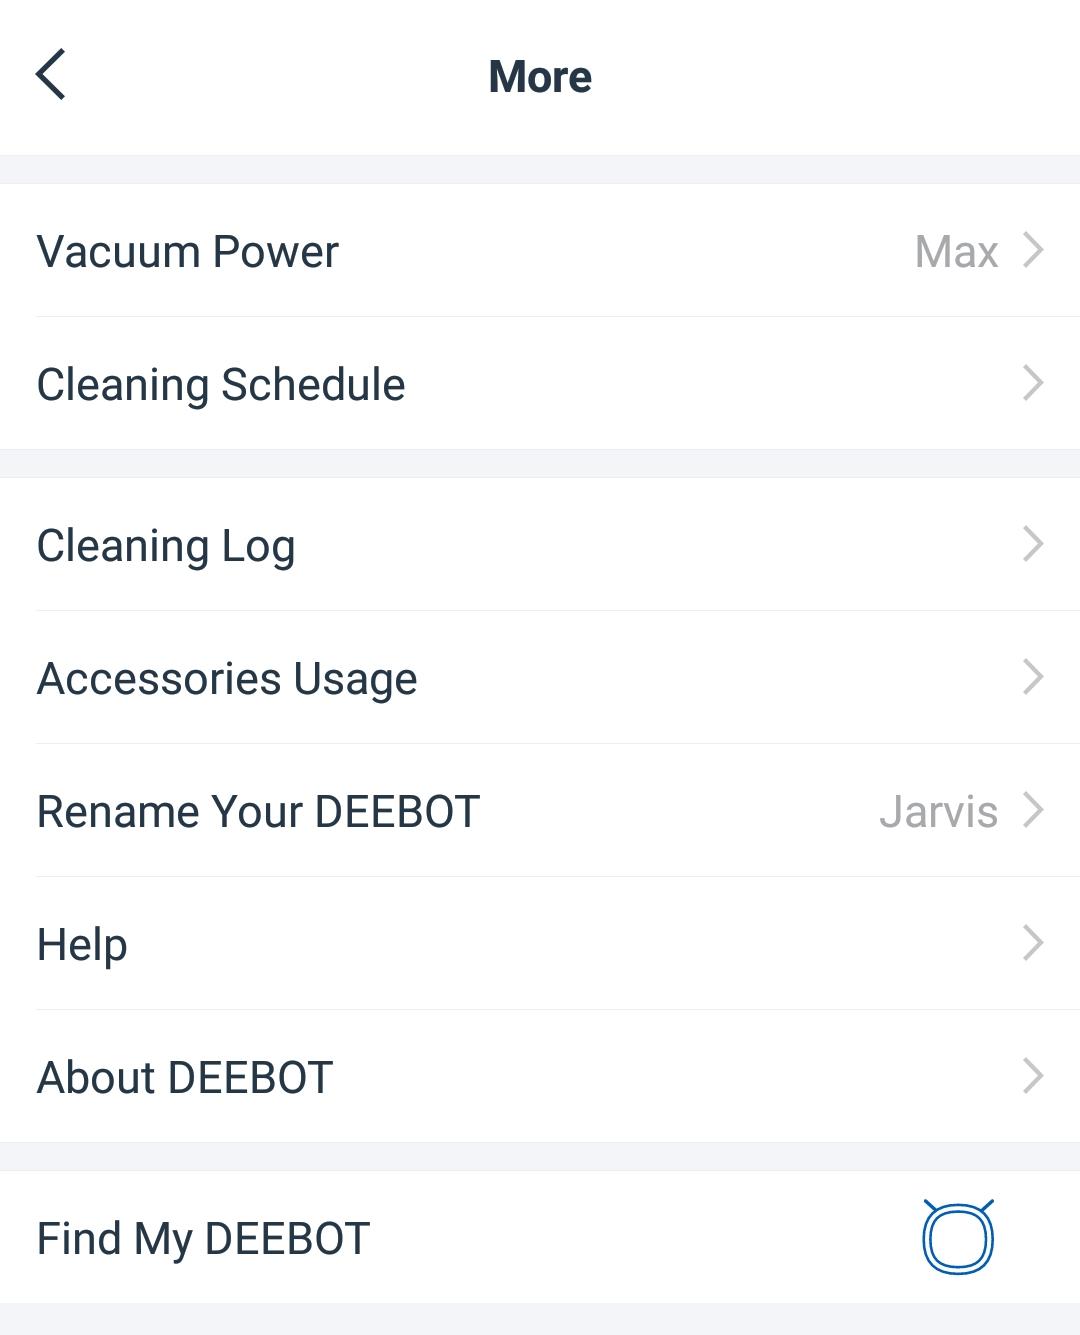 More
Vacuum Power Max
Cleaning Schedule
Cleaning Log
Accessories Usage
Rename Your DEEBOT Jarvis
Help
About DEEBOT
Find My DEEBOT